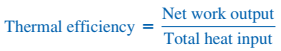 Thermal efficiency = Net work output / Total heat input